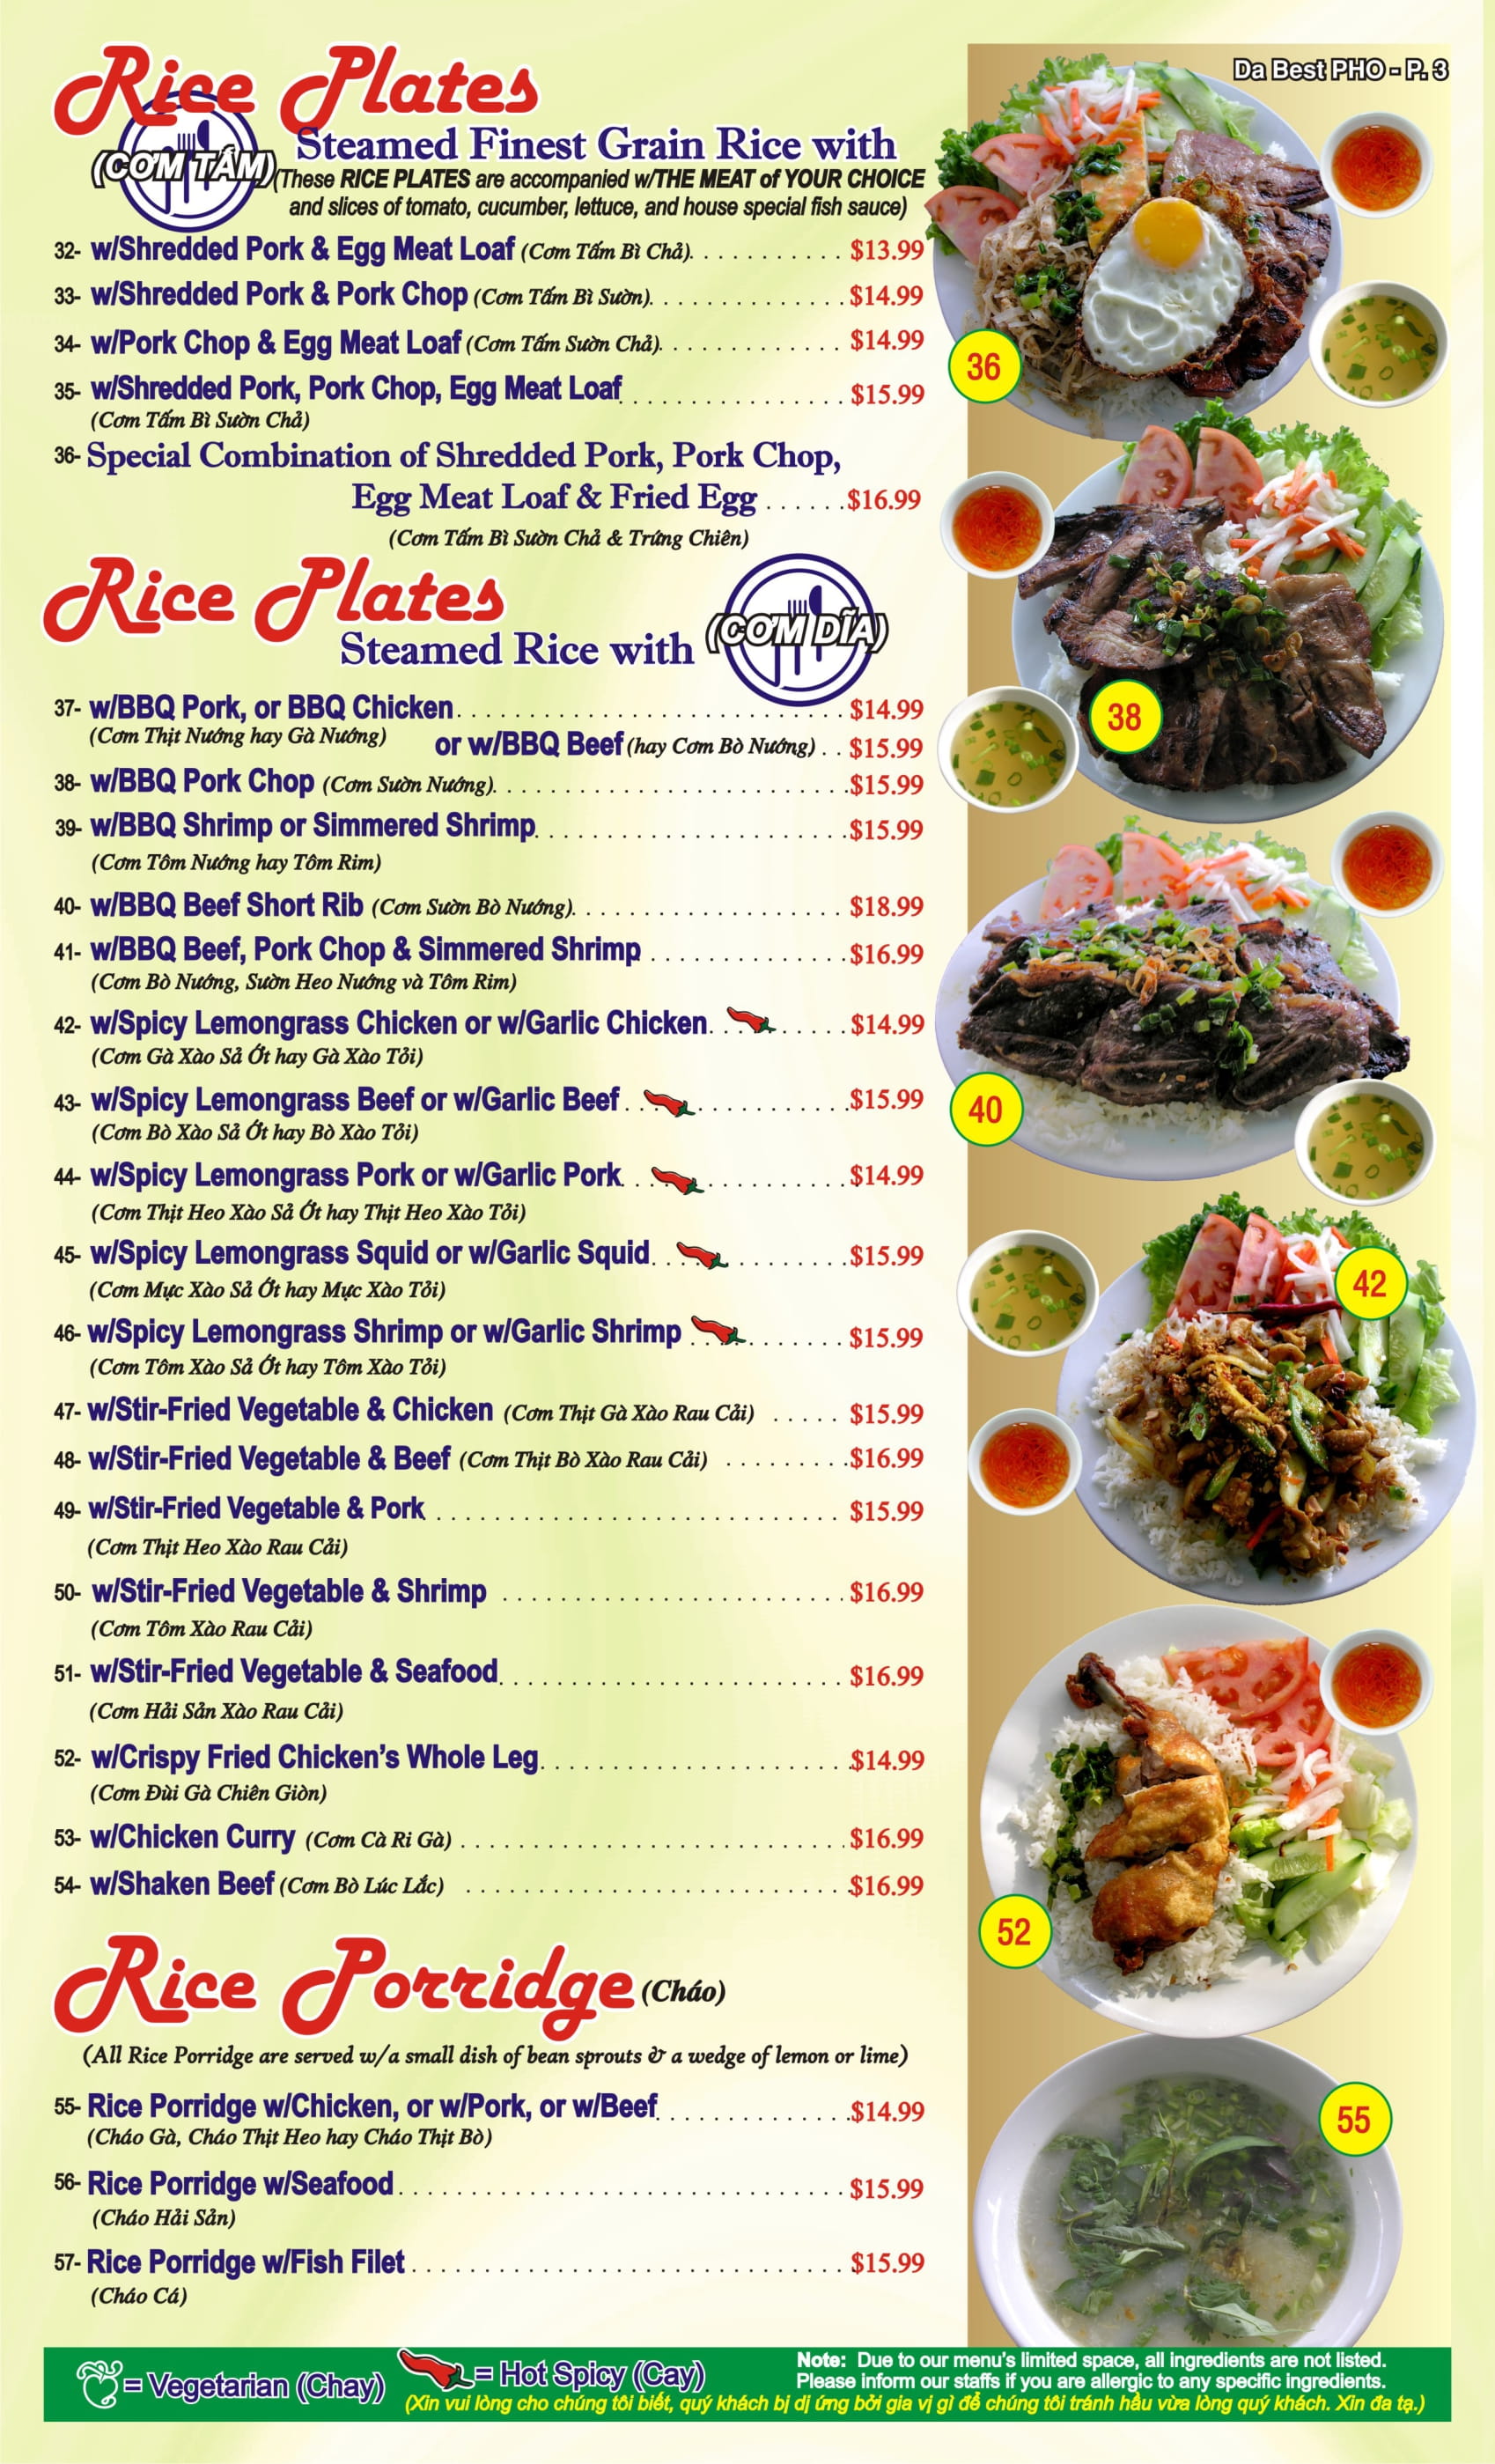 Da Best PHO - P. 3
Rice Plates
(CƠM TẤM)
Steamed Finest Grain Rice with
(These RICE PLATES are accompanied w/THE MEAT of YOUR CHOICE
and slices of tomato, cucumber, lettuce, and house special fish sauce)
32- w/Shredded Pork & Egg Meat Loaf (Cơm Tấm Bì Chả). . . . . . . . . . . $13.99
33- w/Shredded Pork & Pork Chop (Cơm Tấm Bì Sườn). . . . . . . . . . . . . . $14.99
34- w/Pork Chop & Egg Meat Loaf (Cơm Tấm Sườn Chả). . . . . . . . . . . . . $14.99
35- w/Shredded Pork, Pork Chop, Egg Meat Loaf. . . . . . . . . . . . . . . . $15.99
(Cơm Tấm Bì Sườn Chả)
36- Special Combination of Shredded Pork, Pork Chop,
Egg Meat Loaf & Fried Egg . . . . . . $16.99
(Cơm Tấm Bì Sườn Chả & Trứng Chiên)
Rice Plates
Steamed Rice with
(CƠM DĨA)
37- w/BBQ Pork, or BBQ Chicken. . . . . . . . . . . . . . . . . . . . . . . . . . . $14.99
(Cơm Thịt Nướng hay Gà Nướng)
or w/BBQ Beef (hay Cơm Bò Nướng) . . $15.99
38- w/BBQ Pork Chop (Cơm Sườn Nướng). . . . . . . . . . . . . . . . . . . . . . . . . $15.99
39- w/BBQ Shrimp or Simmered Shrimp. . . . . . . . . . . . . . . . . . . . . . $15.99
(Cơm Tôm Nướng hay Tôm Rim)
40- w/BBQ Beef Short Rib (Cơm Sườn Bò Nướng). . . . . . . . . . . . . . . . . . . $18.99
41- w/BBQ Beef, Pork Chop & Simmered Shrimp . . . . . . . . . . . . . . $16.99
(Cơm Bò Nướng, Sườn Heo Nướng và Tôm Rim)
42- w/Spicy Lemongrass Chicken or w/Garlic Chicken. . . . . . . . . . $14.99
(Cơm Gà Xào Sả Ớt hay Gà Xào Tỏi)
43- w/Spicy Lemongrass Beef or w/Garlic Beef . . . . . . . . . . . . . . . . $15.99
(Cơm Bò Xào Sả Ớt hay Bò Xào Tỏi)
44- w/Spicy Lemongrass Pork or w/Garlic Pork. . . . . . . . . . . . . . . . $14.99
(Cơm Thịt Heo Xào Sả Ớt hay Thịt Heo Xào Tỏi)
45- w/Spicy Lemongrass Squid or w/Garlic Squid. . . . . . . . . . . . . . $15.99
(Cơm Mực Xào Sả Ớt hay Mực Xào Tỏi)
46- w/Spicy Lemongrass Shrimp or w/Garlic Shrimp . . . . . . . . . . . $15.99
(Cơm Tôm Xào Sả Ớt hay Tôm Xào Tỏi)
47- w/Stir-Fried Vegetable & Chicken (Cơm Thịt Gà Xào Rau Cải) . . . . . $15.99
48- w/Stir-Fried Vegetable & Beef (Cơm Thịt Bò Xào Rau Cải) . . . . . . . . . $16.99
49- w/Stir-Fried Vegetable & Pork. . . . . . . . . . . . . . . . . . . . . . . . . . . . . $15.99
(Cơm Thịt Heo Xào Rau Cải)
50- w/Stir-Fried Vegetable & Shrimp . . . . . . . . . . . . . . . . . . . . . . . . $16.99
(Cơm Tôm Xào Rau Cải)
51- w/Stir-Fried Vegetable & Seafood. . . . . . . . . . . . . . . . . . . . . . . . $16.99
(Cơm Hải Sản Xào Rau Cải)
52- w/Crispy Fried Chicken's Whole Leg. . . . . . . . . . . . . . . . . . . . . . $14.99
(Cơm Đùi Gà Chiên Giòn)
53- w/Chicken Curry (Cơm Cà Ri Gà) . . . . . . . . . . . . . . . . . . . . . . . . . . . $16.99
54- w/Shaken Beef (Cơm Bò Lúc Lắc) . . . . . . . . . . . . . . . . . . . . . . . . . . . $16.99
Rice Porridge (Cháo)
(All Rice Porridge are served w/a small dish of bean sprouts & a wedge of lemon or lime)
55- Rice Porridge w/Chicken, or w/Pork, or w/Beef. . . . . . . . . . . . . . $14.99
(Cháo Gà, Cháo Thịt Heo hay Cháo Thịt Bò)
56- Rice Porridge w/Seafood. . . . . . . . . . . . . . . . . . . . . . . . . . . . . . . $15.99
(Cháo Hải Sản)
57- Rice Porridge w/Fish Filet . . . . . . . . . . . . . . . . . . . . . . . . . . . . . . $15.99
(Cháo Cá)
36
38
40
42
52
55
= Vegetarian (Chay)
= Hot Spicy (Cay)
Note: Due to our menu's limited space, all ingredients are not listed.
Please inform our staffs if you are allergic to any specific ingredients.
(Xin vui lòng cho chúng tôi biết, quý khách bị dị ứng bởi gia vị gì để chúng tôi tránh hầu vừa lòng quý khách. Xin đa tạ.)